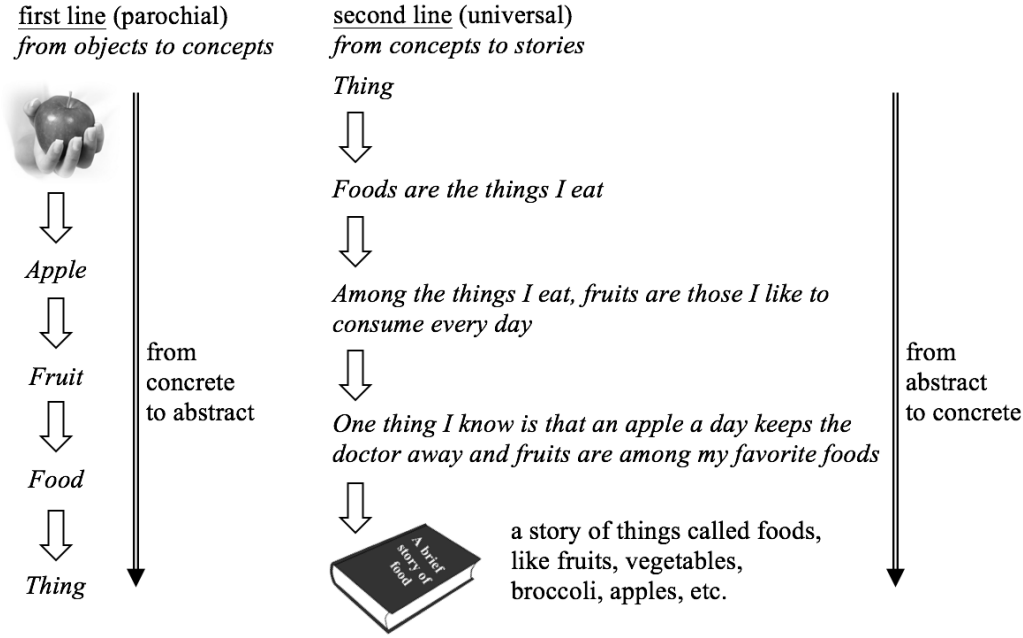 first line (parochial)
from objects to concepts
Apple
Fruit
Food
Thing
from
concrete
to abstract
second line (universal)
from concepts to stories
Thing
Foods are the things I eat
Among the things I eat, fruits are those I like to
consume every day
One thing I know is that an apple a day keeps the
doctor away and fruits are among my favorite foods
A brief
story of
food
a story of things called foods,
like fruits, vegetables,
broccoli, apples, etc.
from
abstract
to concrete